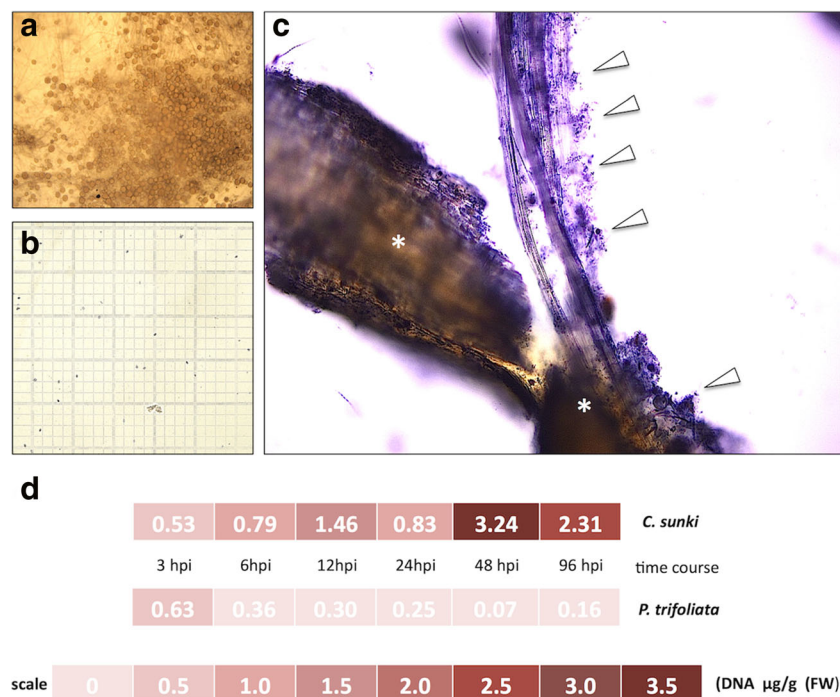 a
b
c
*
*
d
0.53 0.79 1.46 0.83 3.24 2.31 C. sunki
3 hpi 6hpi 12hpi 24hpi 48 hpi 96 hpi time course
0.63 0.36 0.30 0.25 0.07 0.16 P. trifoliata
scale 0 0.5 1.0 1.5 2.0 2.5 3.0 3.5 (DNA µg/g (FW)